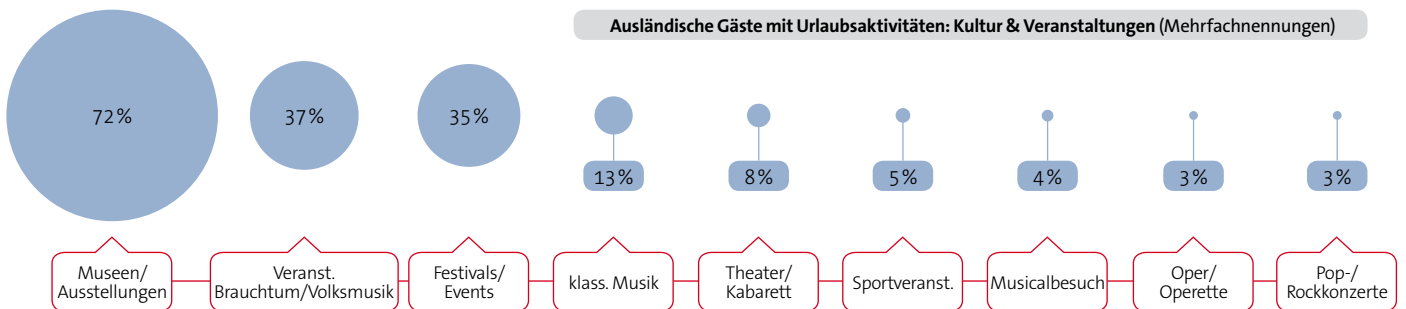 Ausländische Gäste mit Urlaubsaktivitäten: Kultur & Veranstaltungen (Mehrfachnennungen)
72 %
37 %
35 %
13 %
8 %
5 %
4 %
3 %
3 %
Museen/
Ausstellungen
Veranst.
Brauchtum/Volksmusik
Festivals/
Events
klass. Musik
Theater/
Kabarett
Sportveranst.
Musicalbesuch
Oper/
Operette
Pop-/
Rockkonzerte